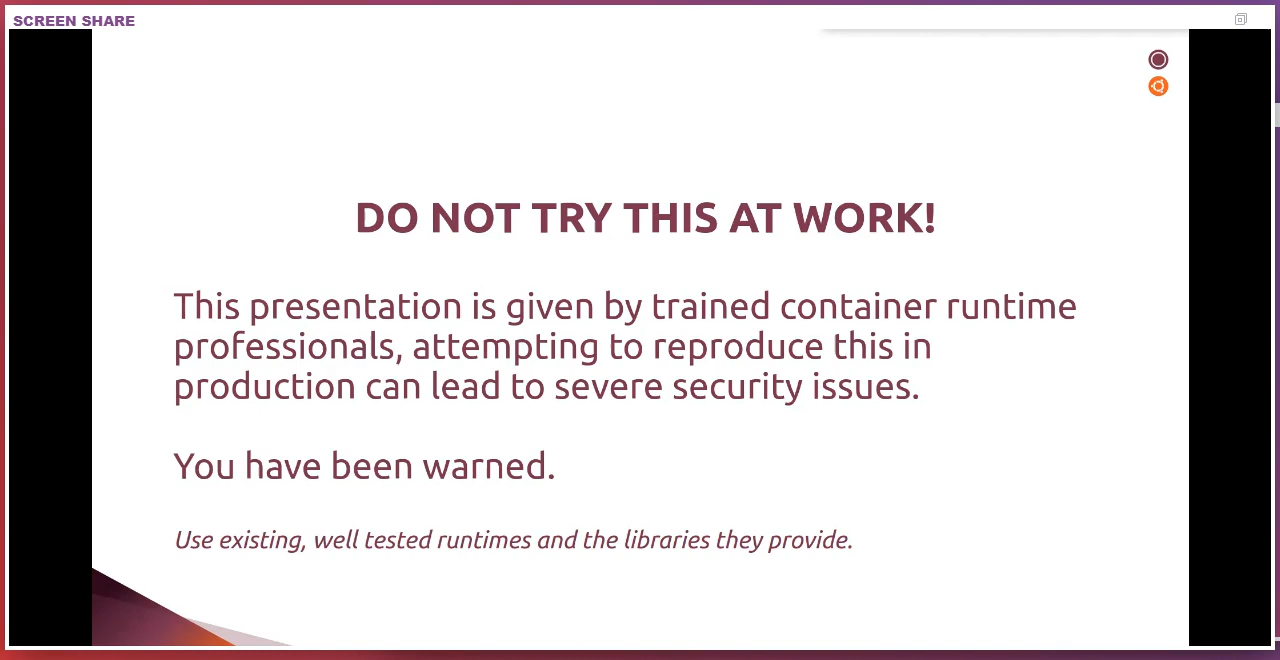 SCREEN SHARE
DO NOT TRY THIS AT WORK!
This presentation is given by trained container runtime
professionals, attempting to reproduce this in
production can lead to severe security issues.
You have been warned.
Use existing, well tested runtimes and the libraries they provide.